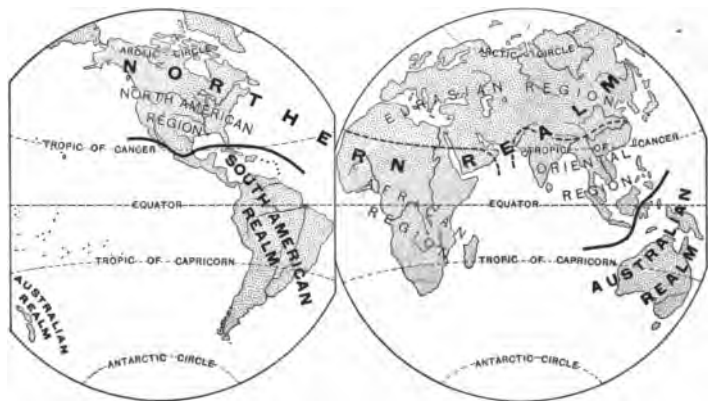 ARCTIC CIRCLE
NORTHERN REALM
NORTH AMERICAN
REGION
TROPIC OF CANCER
SOUTH AMERICAN
REALM
EQUATOR
TROPIC OF CAPRICORN
AUSTRALIAN
REALM
ANTARCTIC CIRCLE
ARCTIC CIRCLE
EURASIAN REGION
TROPIC OF CANCER
ORIENTAL
REGION
AFRICAN
REGION
EQUATOR
TROPIC OF CAPRICORN
AUSTRALIAN
REALM
ANTARCTIC CIRCLE